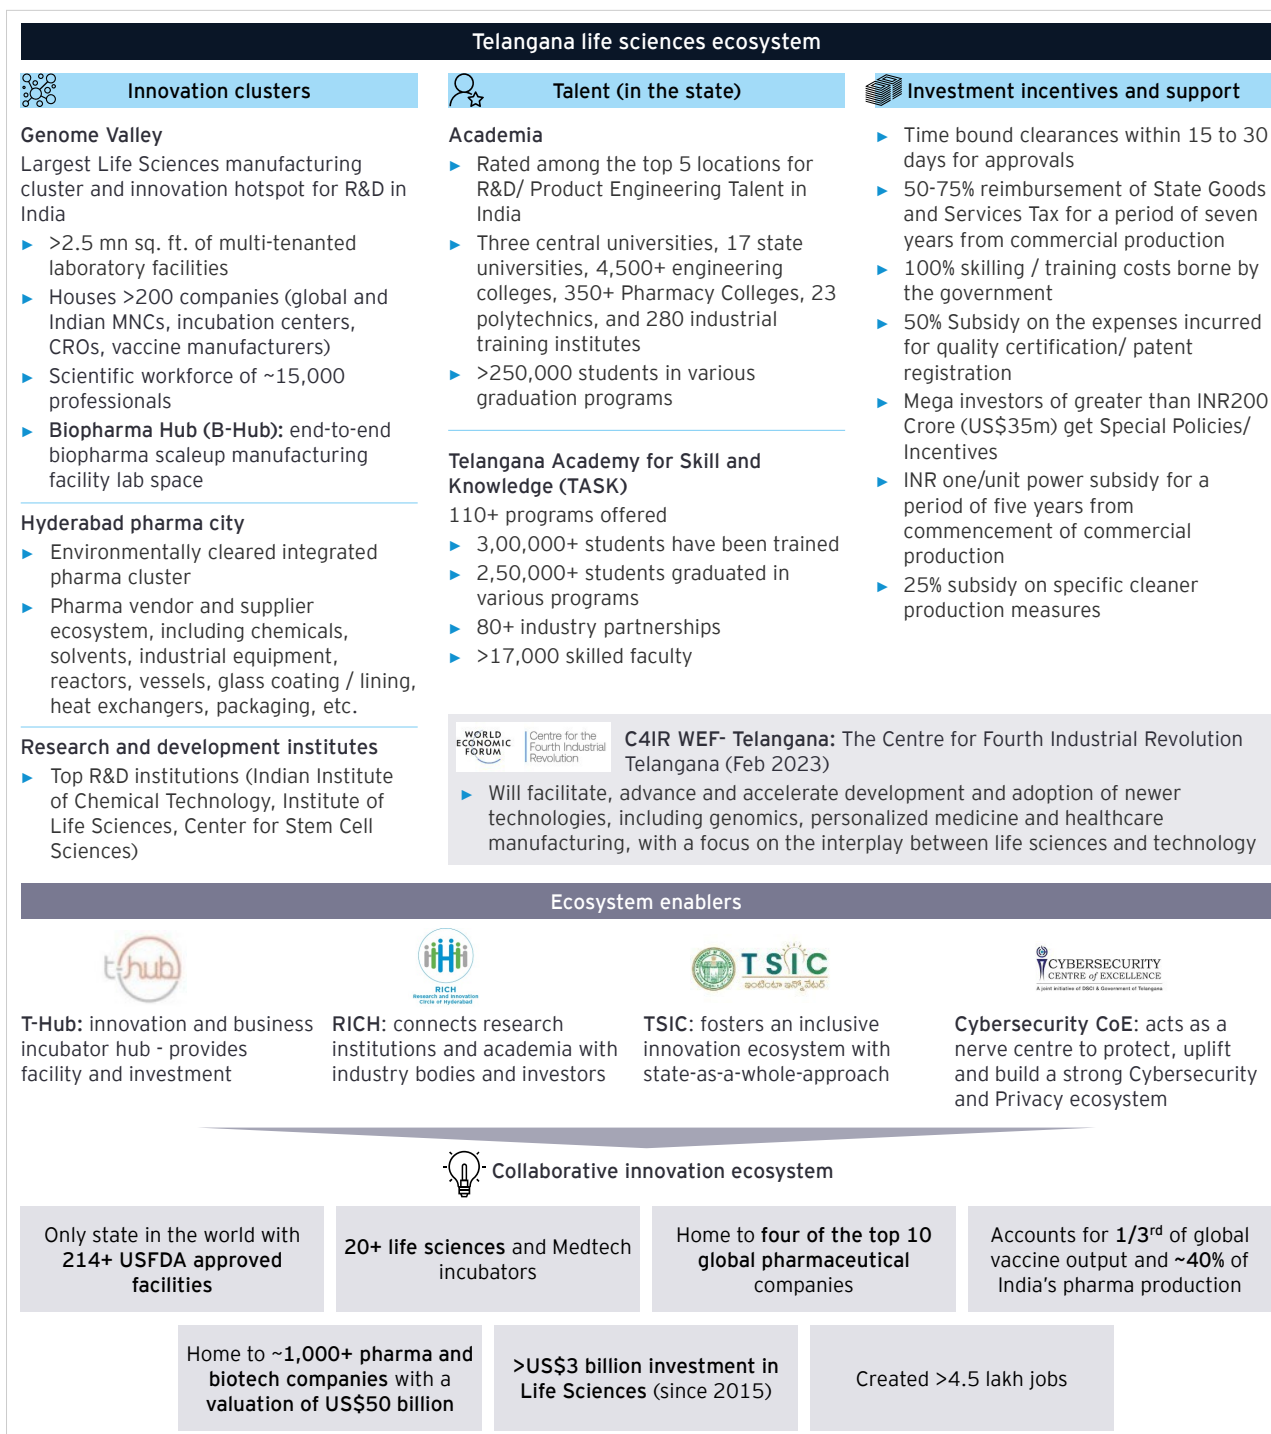 Telangana life sciences ecosystem
Innovation clusters
Genome Valley
Largest Life Sciences manufacturing
cluster and innovation hotspot for R&D in
India
► >2.5 mn sq. ft. of multi-tenanted
laboratory facilities
► Houses >200 companies (global and
Indian MNCs, incubation centers,
CROs, vaccine manufacturers)
► Scientific workforce of ~15,000
professionals
► Biopharma Hub (B-Hub): end-to-end
biopharma scaleup manufacturing
facility lab space
Hyderabad pharma city
► Environmentally cleared integrated
pharma cluster
► Pharma vendor and supplier
ecosystem, including chemicals,
solvents, industrial equipment,
reactors, vessels, glass coating / lining,
heat exchangers, packaging, etc.
Research and development institutes
► Top R&D institutions (Indian Institute
of Chemical Technology, Institute of
Life Sciences, Center for Stem Cell
Sciences)
Talent (in the state)
Academia
► Rated among the top 5 locations for
R&D/ Product Engineering Talent in
India
► Three central universities, 17 state
universities, 4,500+ engineering
colleges, 350+ Pharmacy Colleges, 23
polytechnics, and 280 industrial
training institutes
► >250,000 students in various
graduation programs
Telangana Academy for Skill and
Knowledge (TASK)
110+ programs offered
► 3,00,000+ students have been trained
► 2,50,000+ students graduated in
various programs
► 80+ industry partnerships
► >17,000 skilled faculty
Investment incentives and support
► Time bound clearances within 15 to 30
days for approvals
► 50-75% reimbursement of State Goods
and Services Tax for a period of seven
years from commercial production
► 100% skilling / training costs borne by
the government
► 50% Subsidy on the expenses incurred
for quality certification/ patent
registration
► Mega investors of greater than INR200
Crore (US$35m) get Special Policies/
Incentives
► INR one/unit power subsidy for a
period of five years from
commencement of commercial
production
► 25% subsidy on specific cleaner
production measures
WORLD
ECONOMIC
FORUM
Centre for the
Fourth Industrial
Revolution
C4IR WEF- Telangana: The Centre for Fourth Industrial Revolution
Telangana (Feb 2023)
► Will facilitate, advance and accelerate development and adoption of newer
technologies, including genomics, personalized medicine and healthcare
manufacturing, with a focus on the interplay between life sciences and technology
Ecosystem enablers
t-hub
T-Hub: innovation and business
incubator hub - provides
facility and investment
RICH
Research and Innovation
Circle of Hyderabad
RICH: connects research
institutions and academia with
industry bodies and investors
TSIC
ఇంటింటా ఇన్నోవేటర్
TSIC: fosters an inclusive
innovation ecosystem with
state-as-a-whole-approach
CYBERSECURITY
CENTRE of EXCELLENCE
A joint initiative of DSCI & Government of Telangana
Cybersecurity CoE: acts as a
nerve centre to protect, uplift
and build a strong Cybersecurity
and Privacy ecosystem
Collaborative innovation ecosystem
Only state in the world with
214+ USFDA approved
facilities
20+ life sciences and Medtech
incubators
Home to four of the top 10
global pharmaceutical
companies
Accounts for 1/3rd of global
vaccine output and ~40% of
India's pharma production
Home to ~1,000+ pharma and
biotech companies with a
valuation of US$50 billion
>US$3 billion investment in
Life Sciences (since 2015)
Created >4.5 lakh jobs